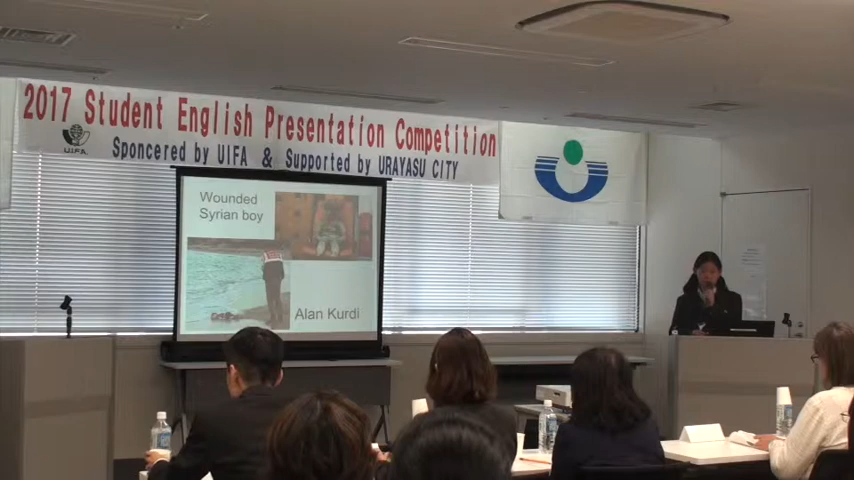 2017 Student English Presentation Competition
UIFA
Sponcered by UIFA & Supported by URAYASU CITY
Wounded
Syrian boy
Alan Kurdi